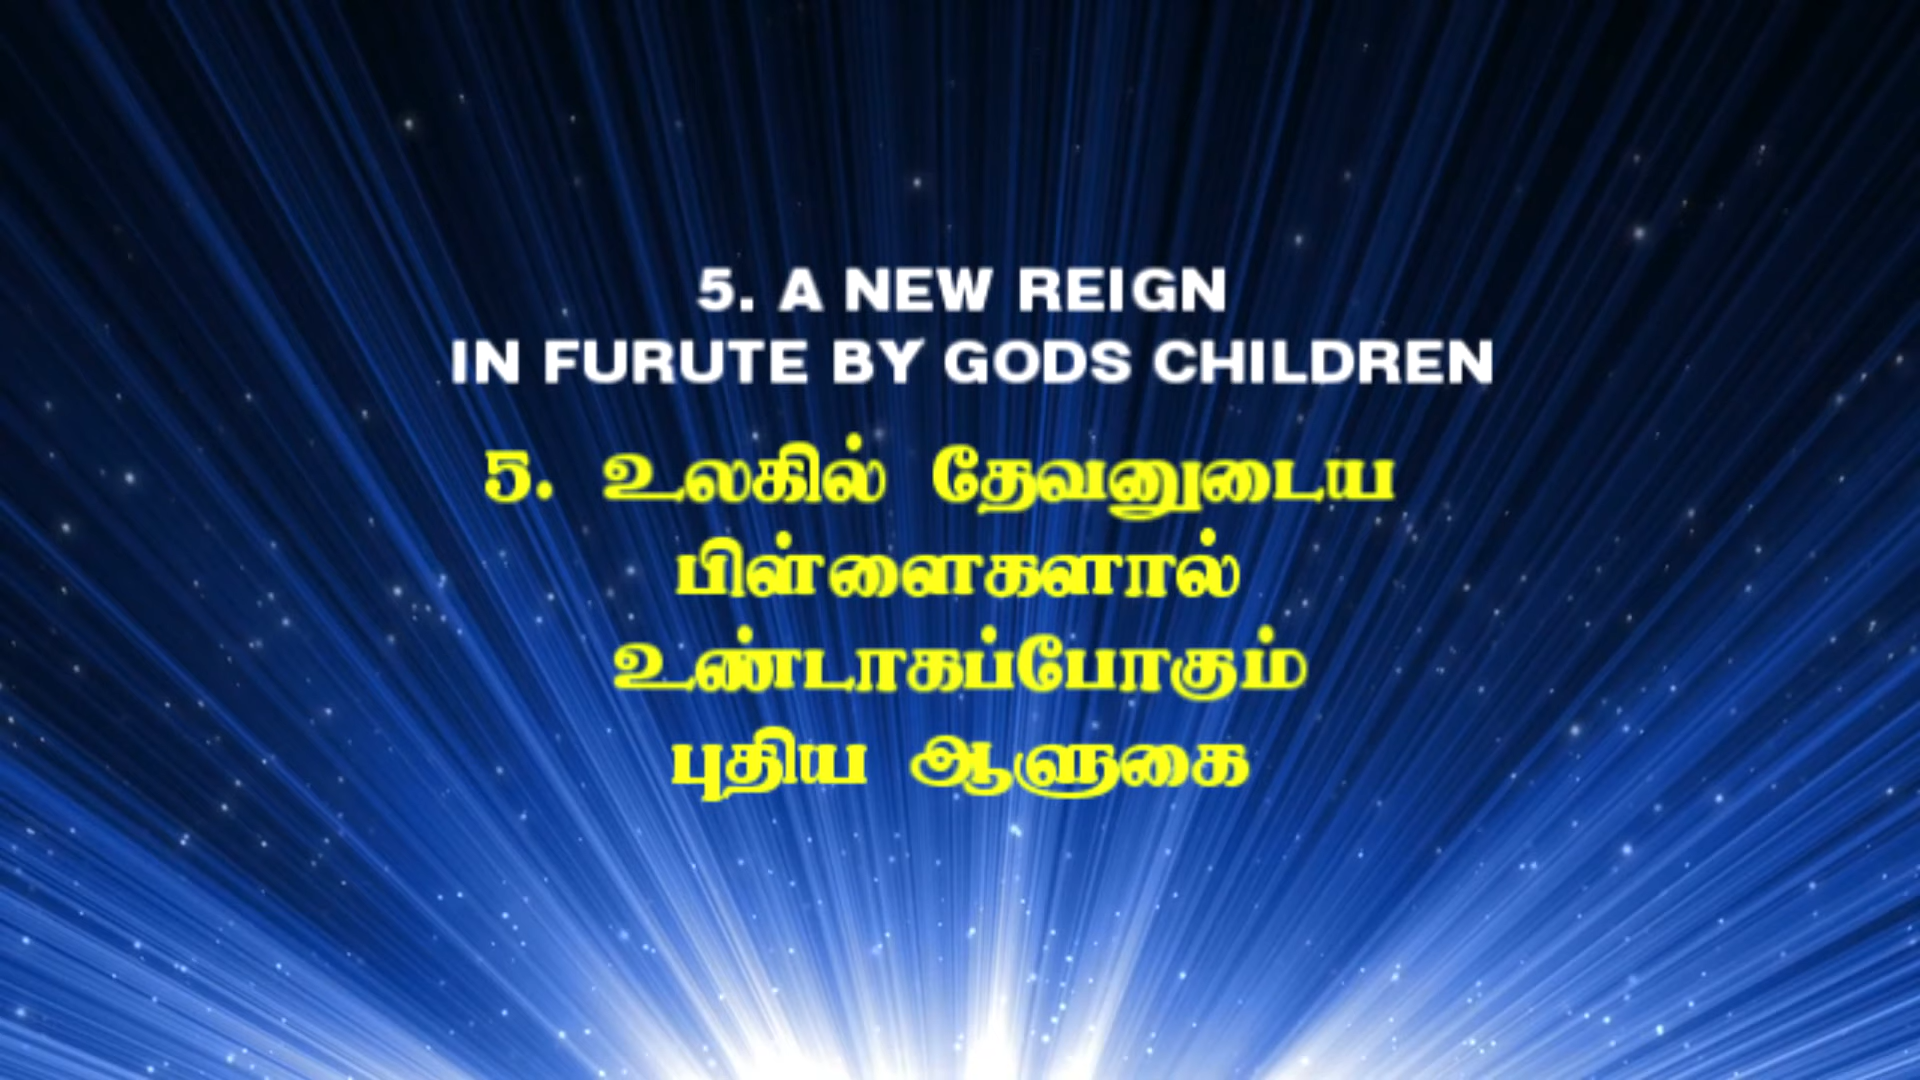 5. A NEW REIGN
IN FURUTE BY GODS CHILDREN
5. உலகில் தேவனுடைய
பிள்ளைகளால்
உண்டாகப்போகும்
புதிய ஆளுகை